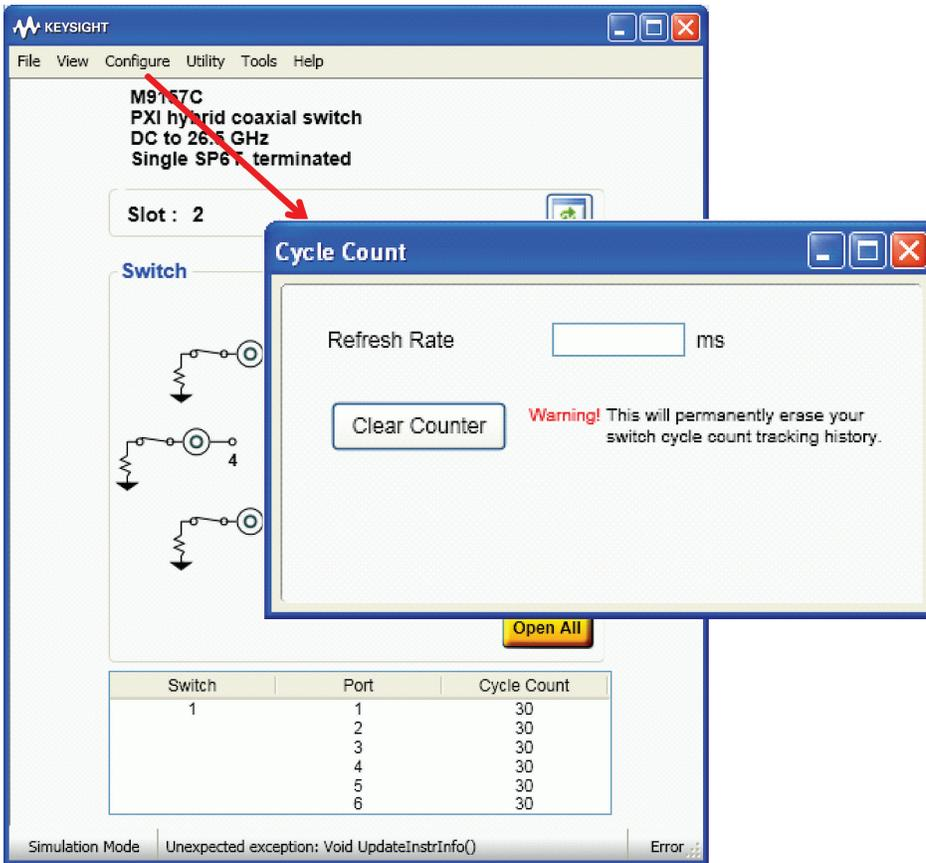 KEYSIGHT
File View Configure Utility Tools Help
M9157C
PXI hybrid coaxial switch
DC to 26.5 GHz
Single SP6T, terminated
Slot : 2
Cycle Count
Switch
Refresh Rate ms
Clear Counter
Warning! This will permanently erase your
switch cycle count tracking history.
4
Open All
Switch Port Cycle Count
1 1 30
2 30
3 30
4 30
5 30
6 30
Simulation Mode Unexpected exception: Void UpdateInstrInfo() Error